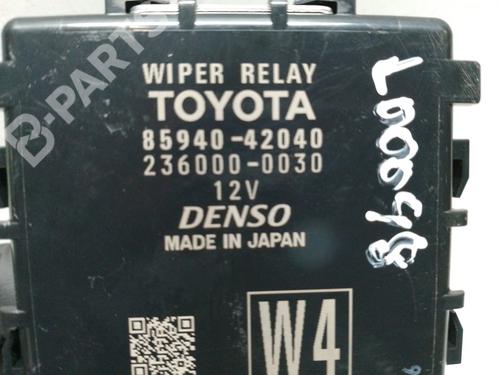 WIPER RELAY
TOYOTA
85940-42040
236000-0030
12V
DENSO
MADE IN JAPAN
W4
B-PARTS